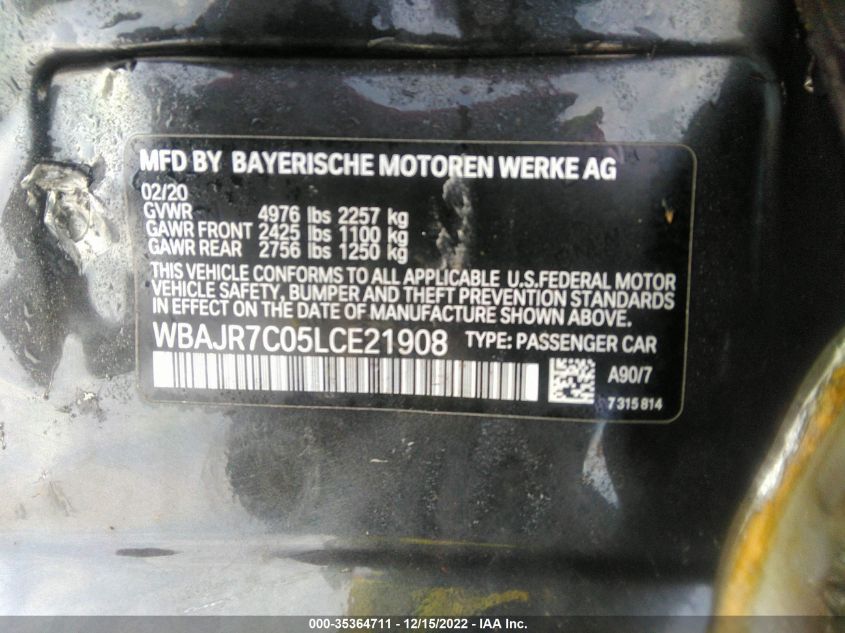 MFD BY BAYERISCHE MOTOREN WERKE AG
02/20
GVWR 4976 lbs 2257 kg
GAWR FRONT 2425 lbs 1100 kg
GAWR REAR 2756 lbs 1250 kg
THIS VEHICLE CONFORMS TO ALL APPLICABLE U.S.FEDERAL MOTOR
VEHICLE SAFETY, BUMPER AND THEFT PREVENTION STANDARDS
IN EFFECT ON THE DATE OF MANUFACTURE SHOWN ABOVE.
WBAJR7C05LCE21908 TYPE: PASSENGER CAR
A90/7
7 315 814
000-35364711 - 12/15/2022 - IAA Inc.